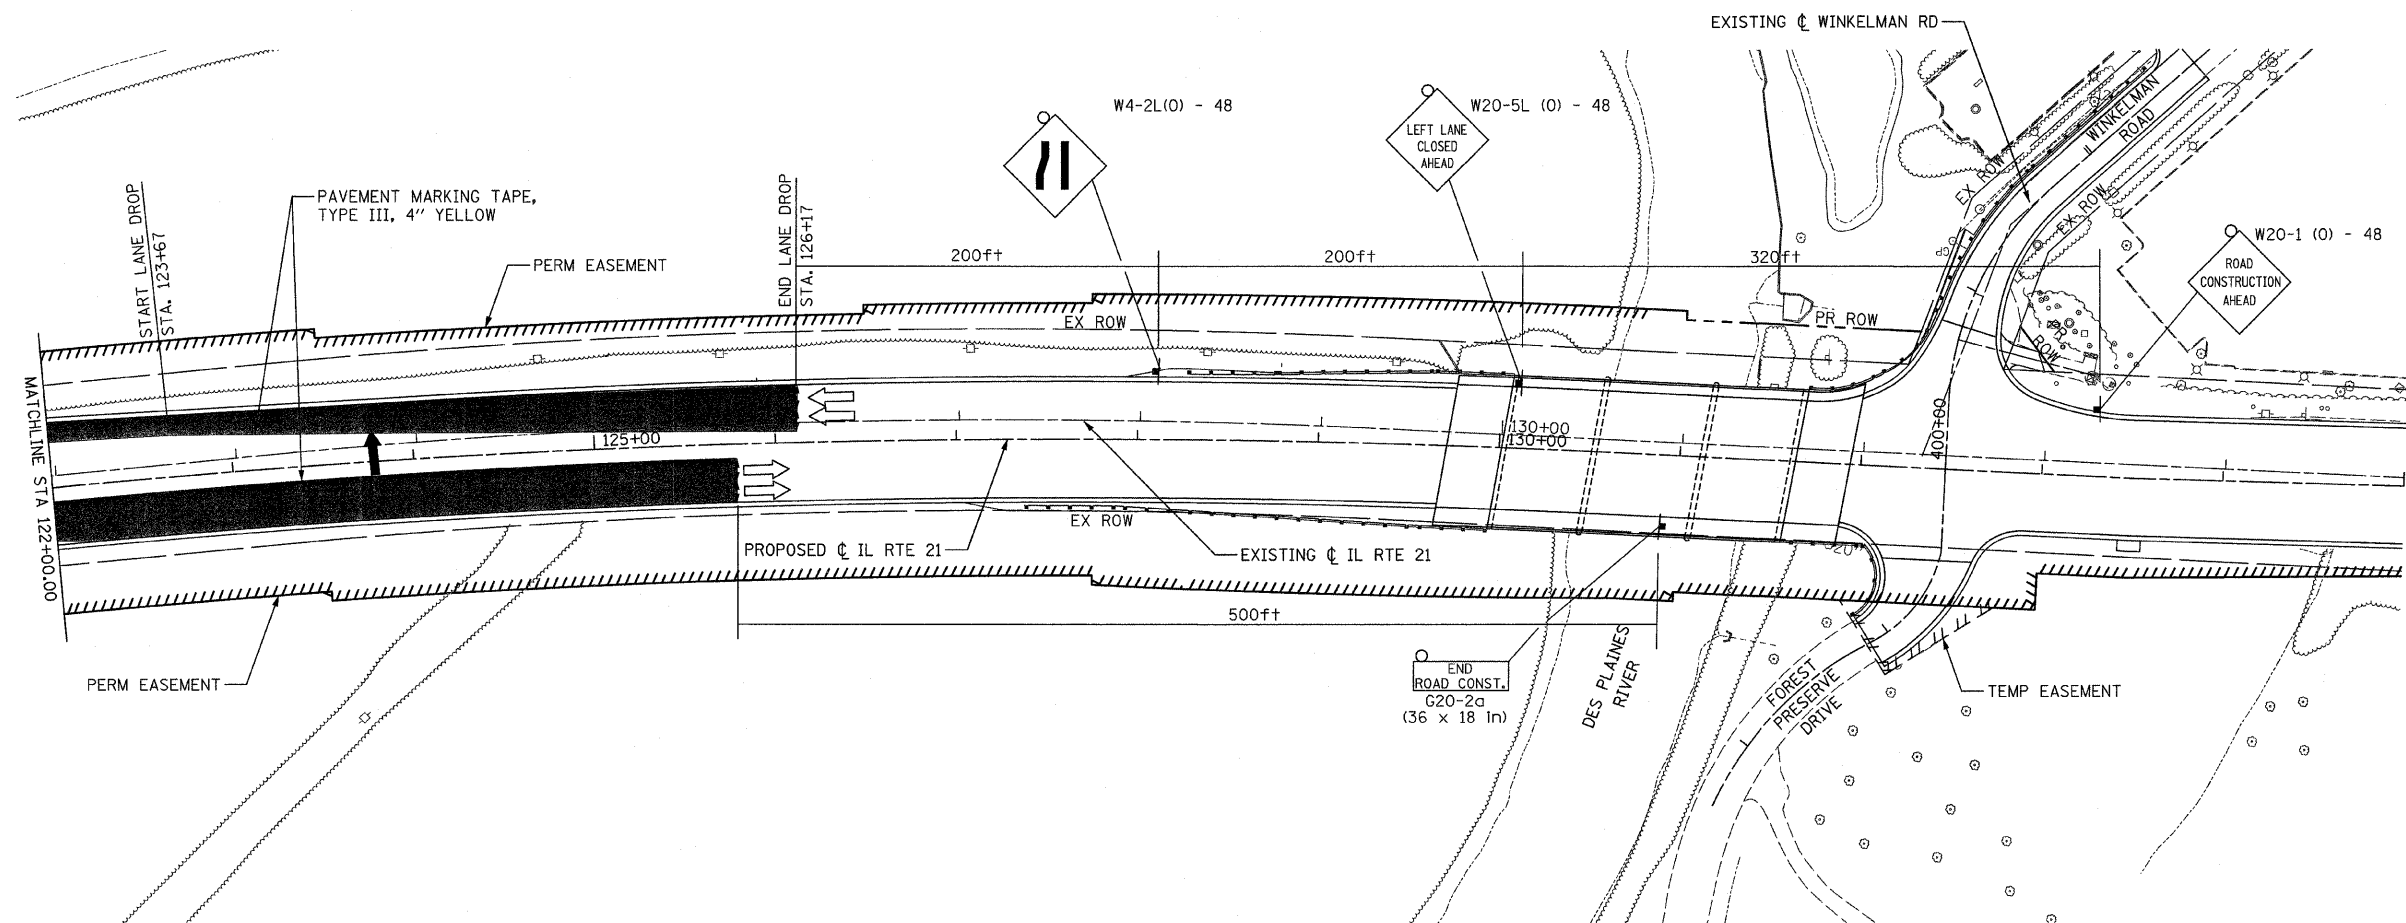 EXISTING ℄ WINKELMAN RD
W4-2L(O) - 48
W20-5L (O) - 48
LEFT LANE
CLOSED
AHEAD
WINKELMAN
ROAD
EX ROW
EX ROW
START LANE DROP
STA. 123+67
PAVEMENT MARKING TAPE,
TYPE III, 4" YELLOW
END LANE DROP
STA. 126+17
W20-1 (O) - 48
ROAD
CONSTRUCTION
AHEAD
PERM EASEMENT
200ft
200ft
320ft
EX ROW
PR ROW
PR
ROW
MATCHLINE STA 122+00.00
125+00
130+00
130+00
400+00
EX ROW
PROPOSED ℄ IL RTE 21
EXISTING ℄ IL RTE 21
500ft
PERM EASEMENT
END
ROAD CONST.
G20-2a
(36 x 18 in)
DES PLAINES
RIVER
FOREST
PRESERVE
DRIVE
TEMP EASEMENT